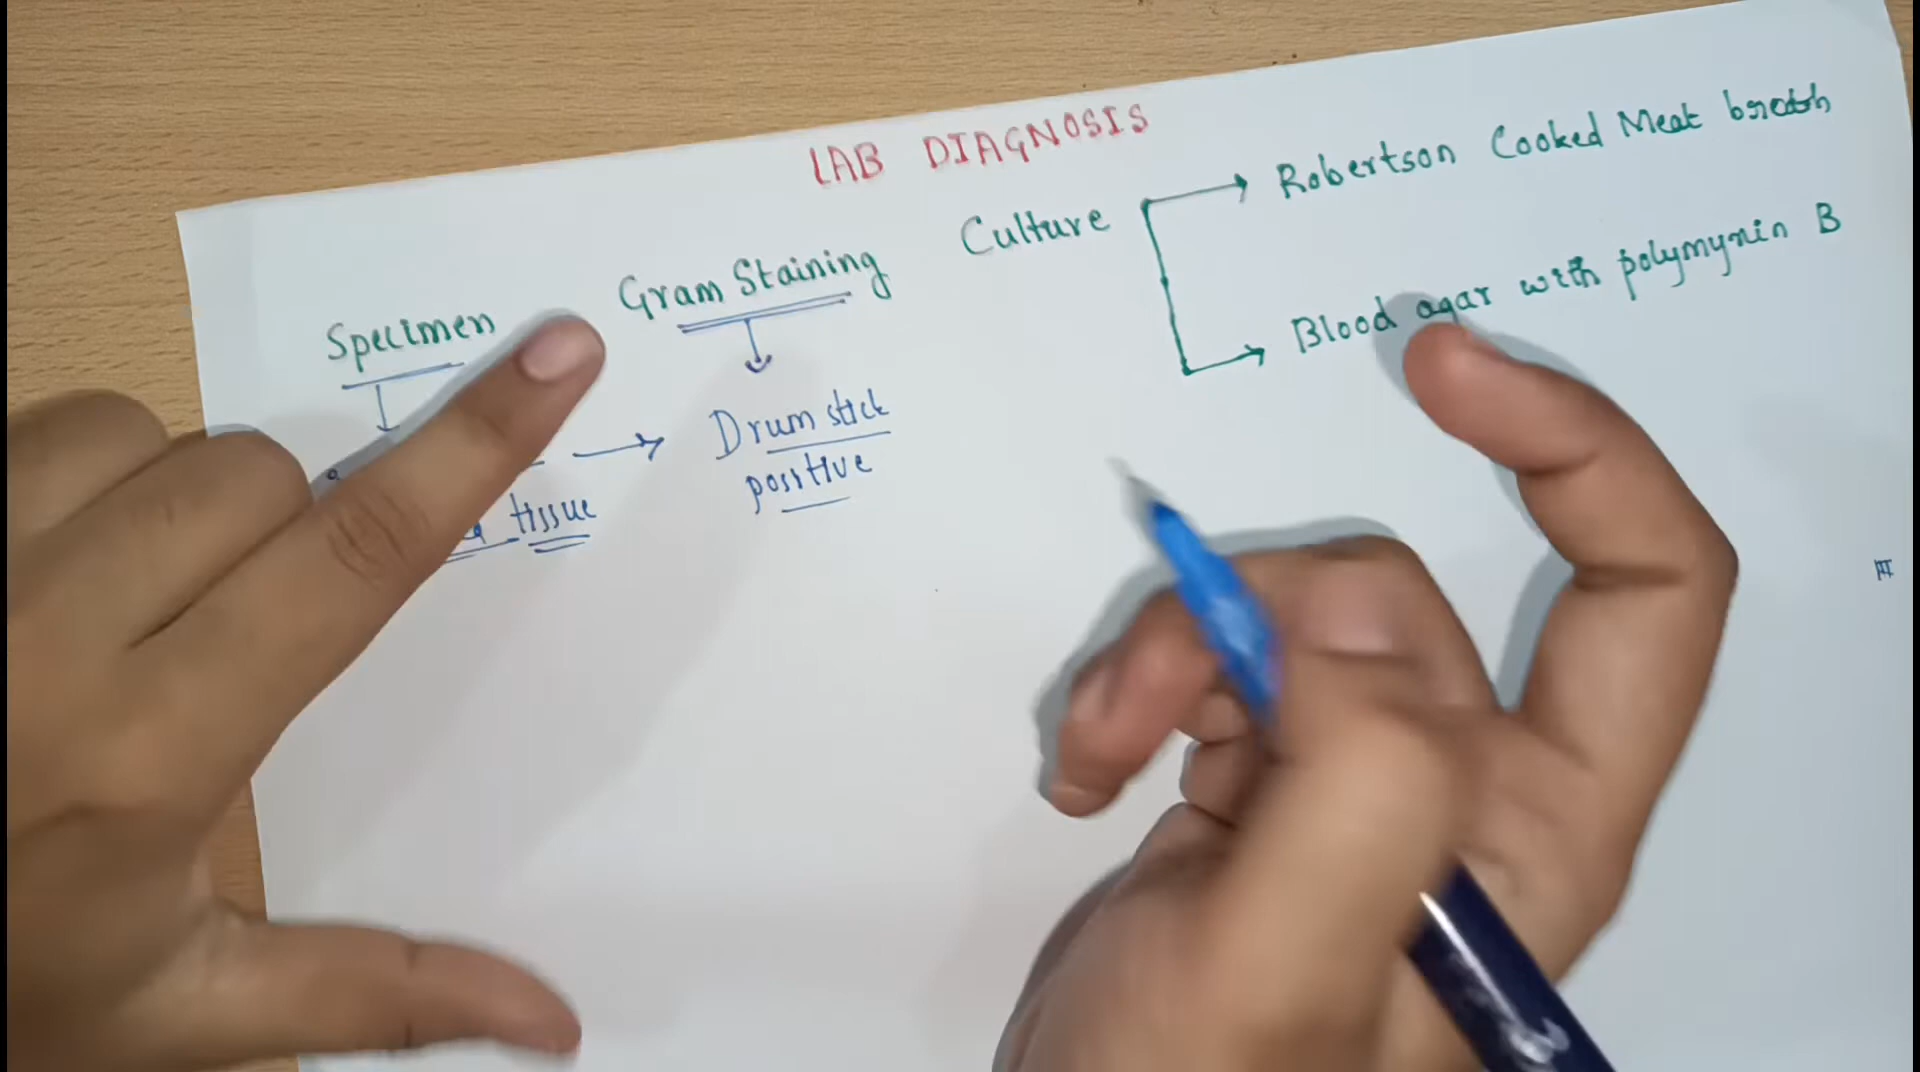 LAB DIAGNOSIS
Specimen
tissue
Gram Staining
Drum stick
positive
Culture
Robertson Cooked Meat broth
Blood agar with polymyxin B